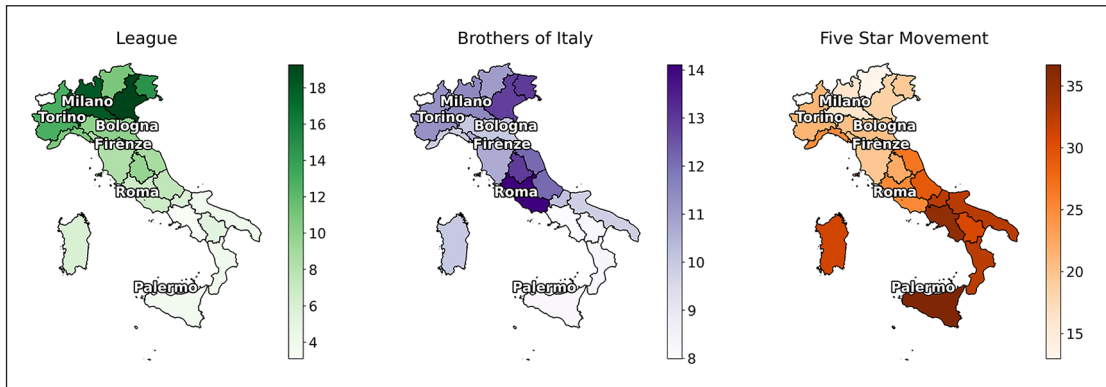 League
Brothers of Italy
Five Star Movement
Milano
Torino
Bologna
Firenze
Roma
Palermo
18
16
14
12
10
8
6
4
Milano
Torino
Bologna
Firenze
Roma
Palermo
14
13
12
11
10
9
8
Milano
Torino
Bologna
Firenze
Roma
Palermo
35
30
25
20
15